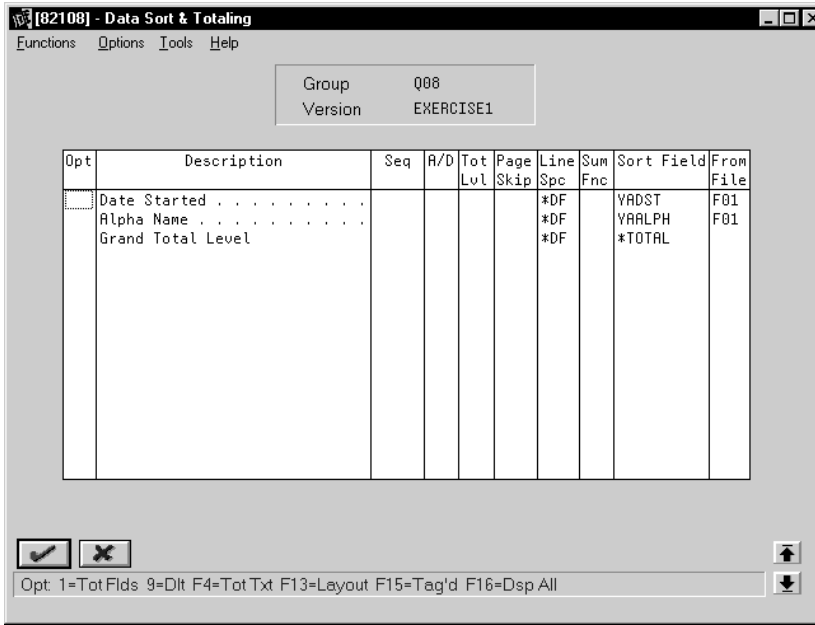 [82108] - Data Sort & Totaling
Functions Options Tools Help
Group Q08
Version EXERCISE1
Opt Description Seq A/D Tot Page Line Sum Sort Field From
Lvl Skip Spc Fnc File
Date Started . . . . . . . . . *DF YADST F01
Alpha Name . . . . . . . . . . *DF YAALPH F01
Grand Total Level *DF *TOTAL
Opt: 1=Tot Flds 9=Dlt F4=Tot Txt F13=Layout F15=Tag'd F16=Dsp All